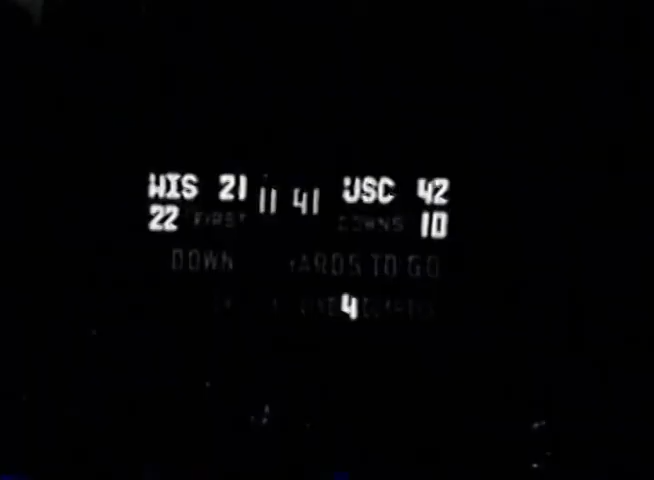 WIS 21 11 41 USC 42
22 FIRST DOWNS 10
DOWN YARDS TO GO
4